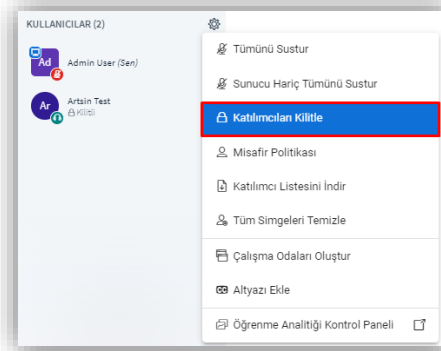 KULLANICILAR (2)
Ad Admin User (Sen)
Ar Artsin Test
Kilitli
Tümünü Sustur
Sunucu Hariç Tümünü Sustur
Katılımcıları Kilitle
Misafir Politikası
Katılımcı Listesini İndir
Tüm Simgeleri Temizle
Çalışma Odaları Oluştur
CC Altyazı Ekle
Öğrenme Analitiği Kontrol Paneli